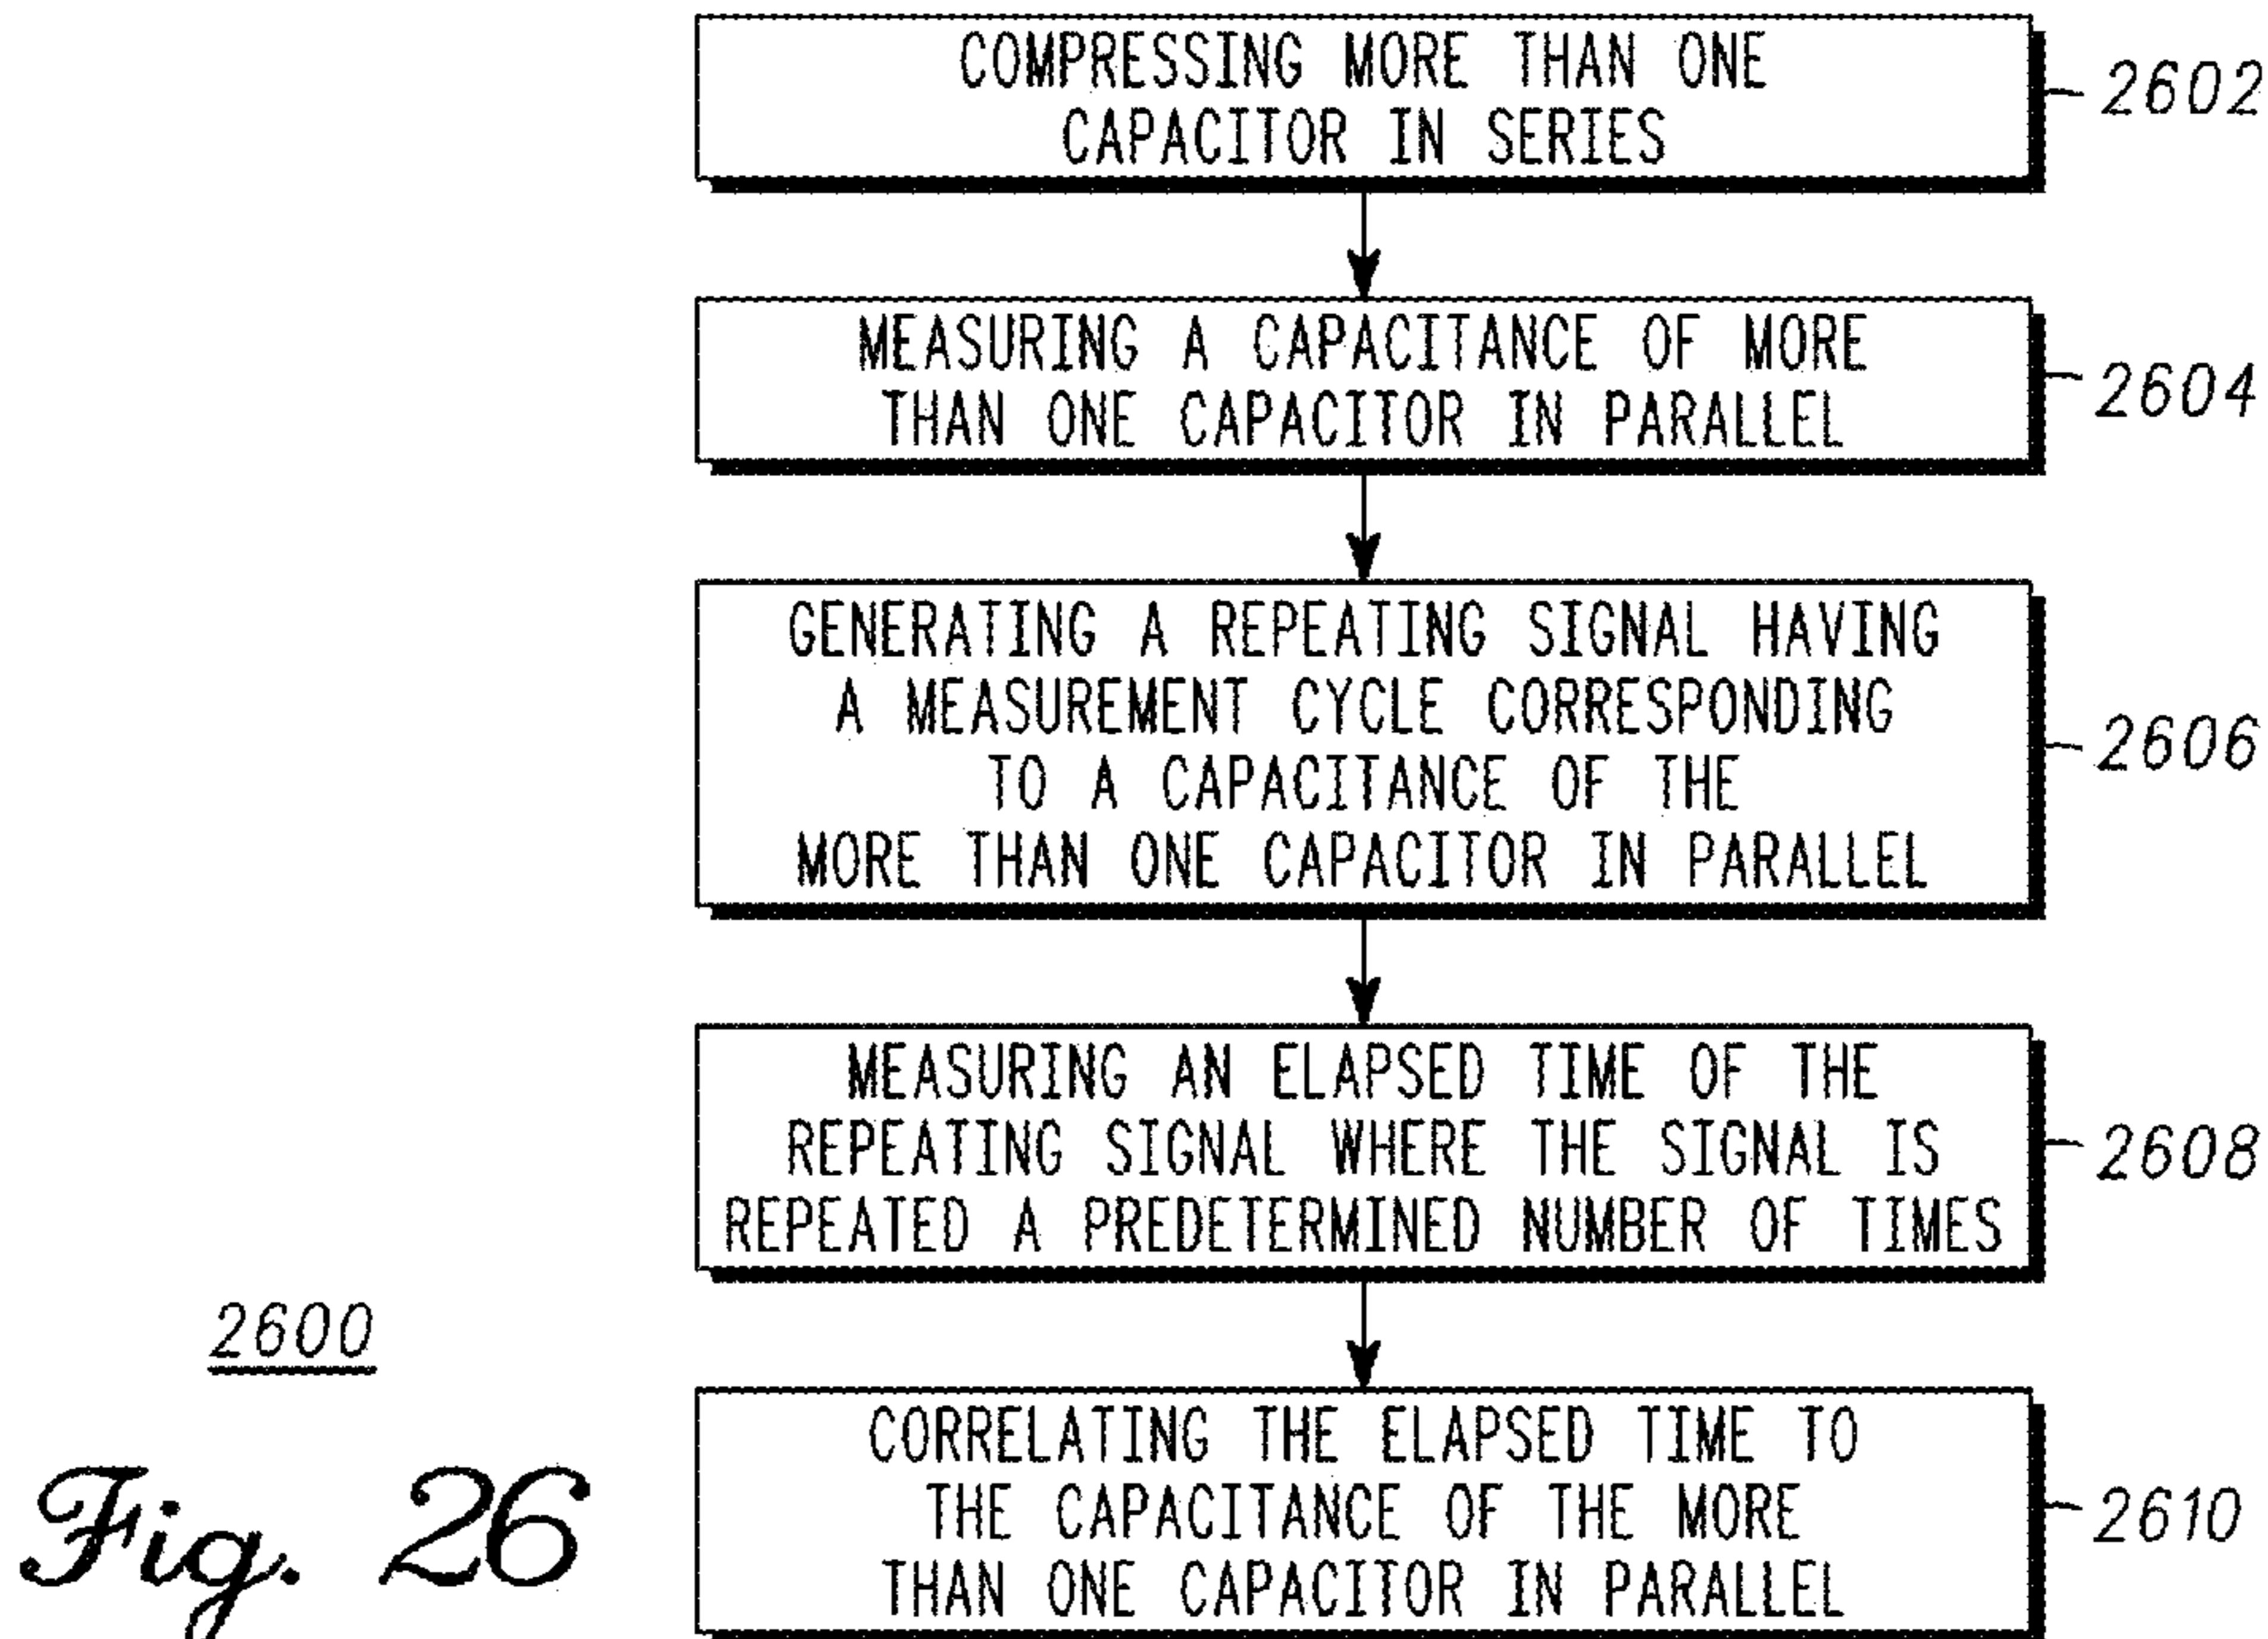 COMPRESSING MORE THAN ONE
CAPACITOR IN SERIES
2602
MEASURING A CAPACITANCE OF MORE
THAN ONE CAPACITOR IN PARALLEL
2604
GENERATING A REPEATING SIGNAL HAVING
A MEASUREMENT CYCLE CORRESPONDING
TO A CAPACITANCE OF THE
MORE THAN ONE CAPACITOR IN PARALLEL
2606
MEASURING AN ELAPSED TIME OF THE
REPEATING SIGNAL WHERE THE SIGNAL IS
REPEATED A PREDETERMINED NUMBER OF TIMES
2608
CORRELATING THE ELAPSED TIME TO
THE CAPACITANCE OF THE MORE
THAN ONE CAPACITOR IN PARALLEL
2610
2600
Fig. 26